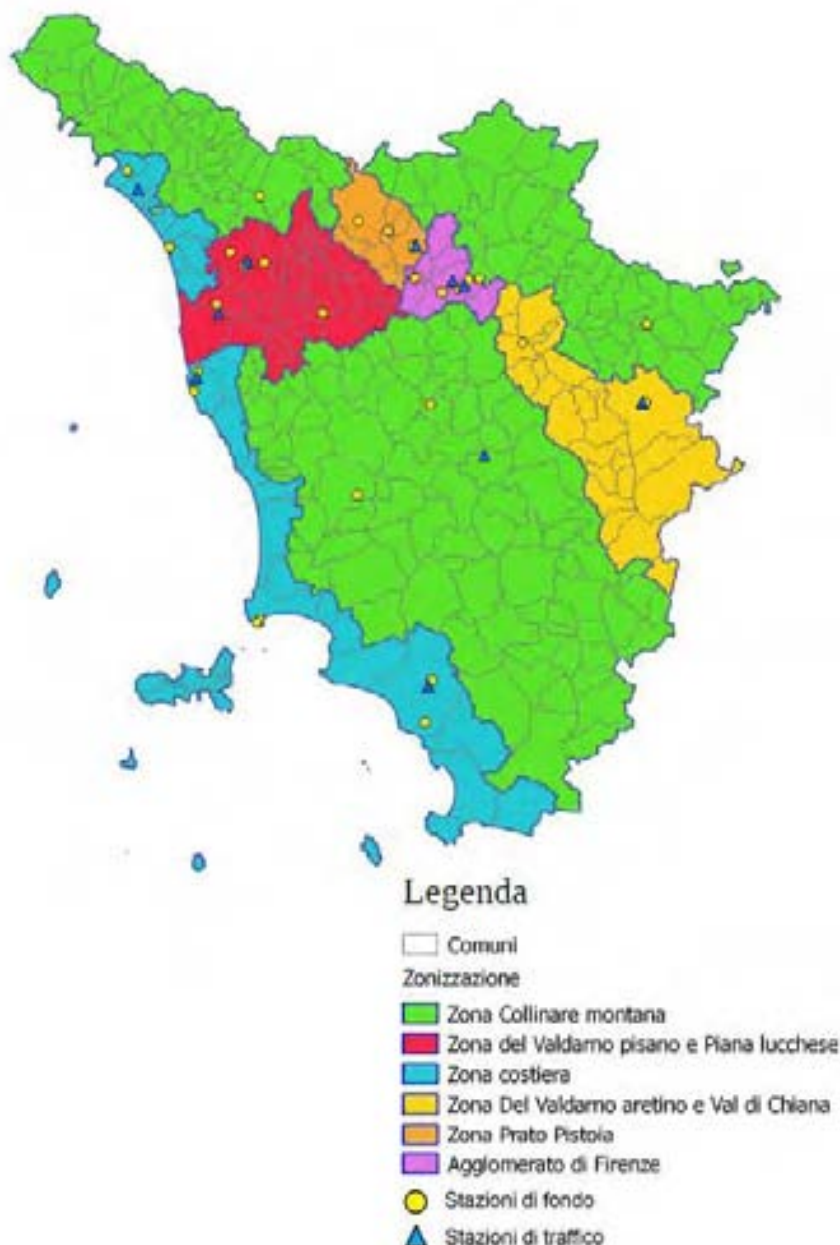 Legenda
Comuni
Zonizzazione
Zona Collinare montana
Zona del Valdarno pisano e Piana lucchese
Zona costiera
Zona Del Valdarno aretino e Val di Chiana
Zona Prato Pistoia
Agglomerato di Firenze
Stazioni di fondo
Stazioni di traffico